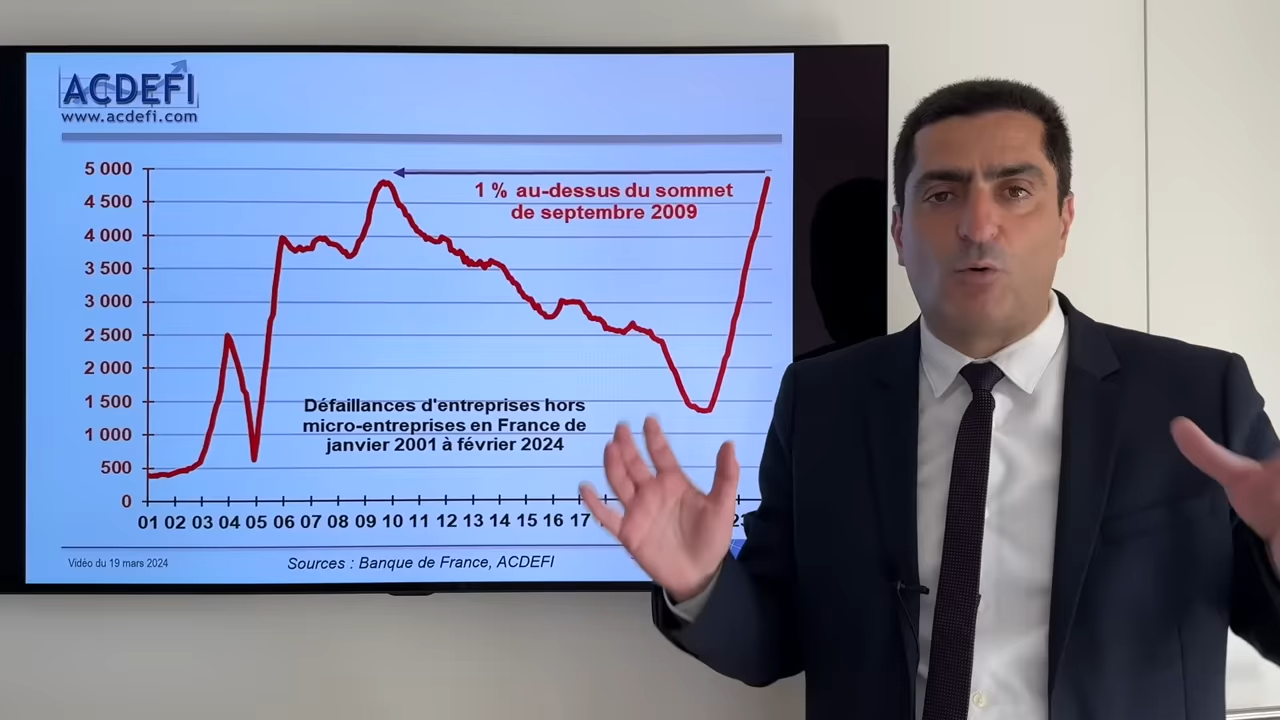 ACDEFI
www.acdefi.com
5 000
4 500
4 000
3 500
3 000
2 500
2 000
1 500
1 000
500
0
1 % au-dessus du sommet
de septembre 2009
Défaillances d'entreprises hors
micro-entreprises en France de
janvier 2001 à février 2024
01 02 03 04 05 06 07 08 09 10 11 12 13 14 15 16 17
Vidéo du 19 mars 2024
Sources : Banque de France, ACDEFI